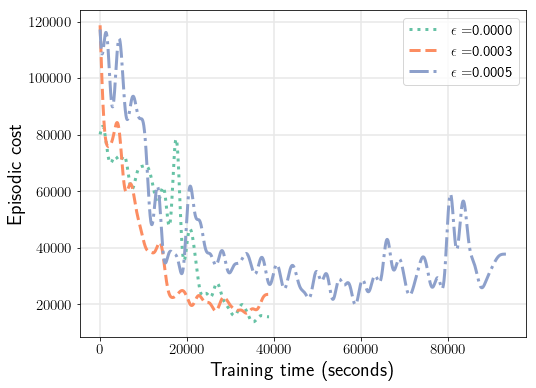 120000
100000
80000
60000
40000
20000
Episodic cost
ϵ =0.0000
ϵ =0.0003
ϵ =0.0005
0 20000 40000 60000 80000
Training time (seconds)